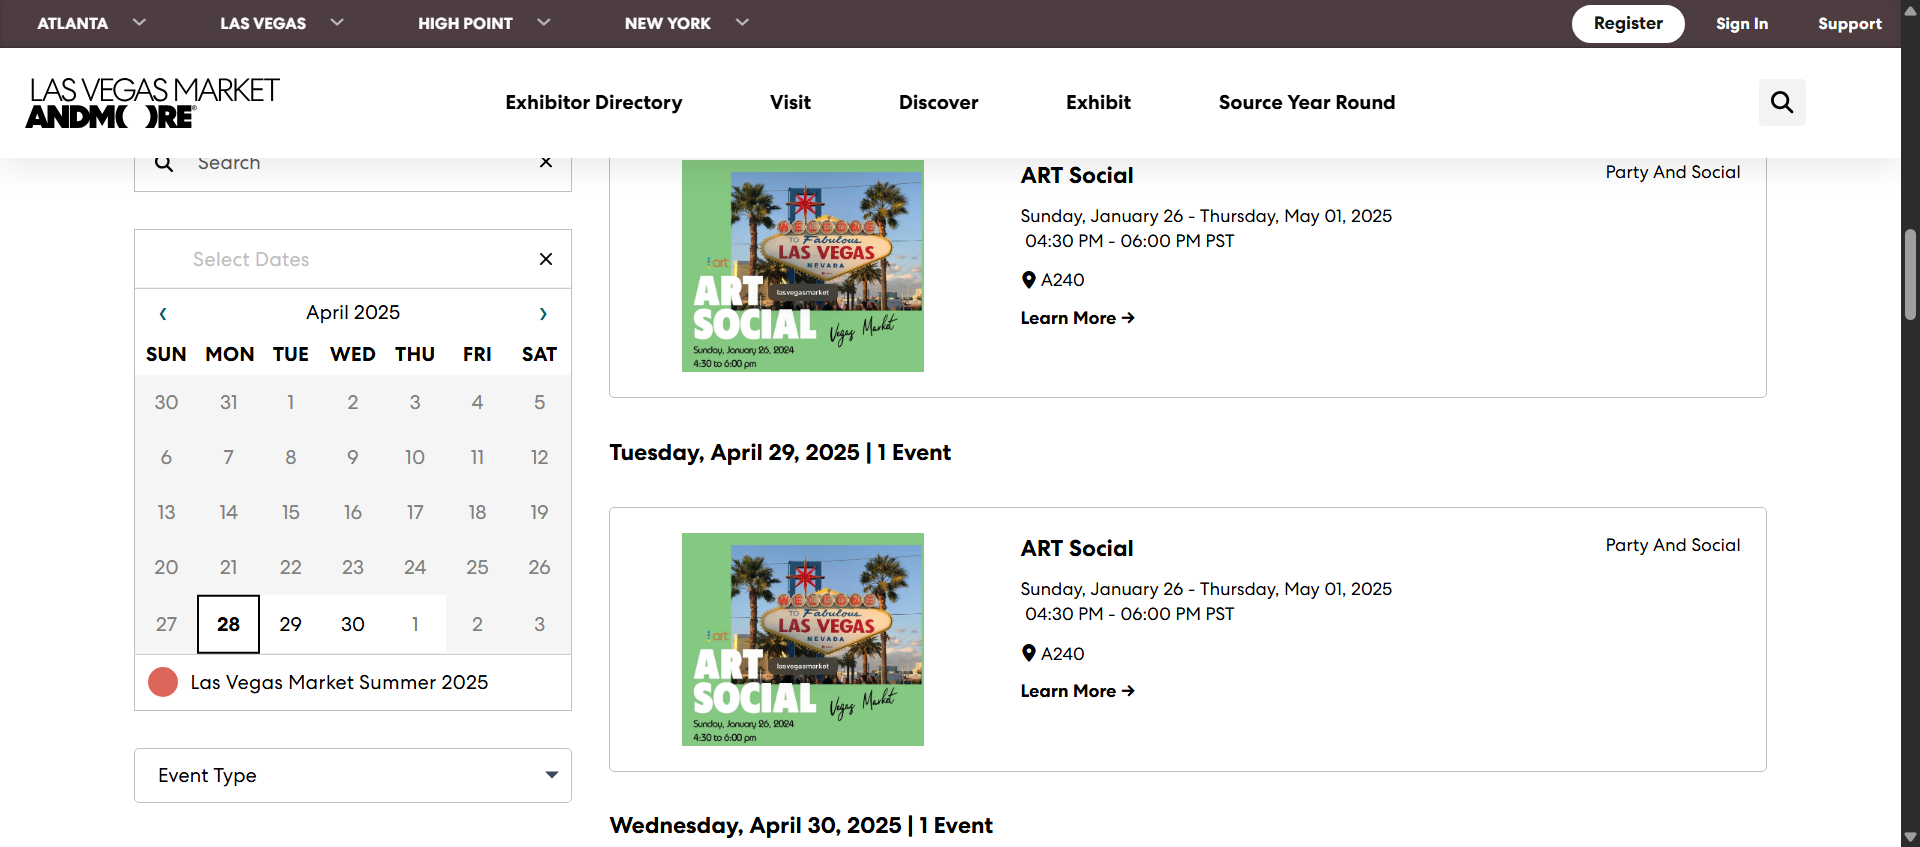 ATLANTA
LAS VEGAS
HIGH POINT
NEW YORK
Register
Sign In
Support
LAS VEGAS MARKET
ANDMORE®
Exhibitor Directory
Visit
Discover
Exhibit
Source Year Round
Search
Select Dates
April 2025
SUN MON TUE WED THU FRI SAT
30 31 1 2 3 4 5
6 7 8 9 10 11 12
13 14 15 16 17 18 19
20 21 22 23 24 25 26
27 28 29 30 1 2 3
Las Vegas Market Summer 2025
Event Type
WELCOME
TO Fabulous
LAS VEGAS
NEVADA
art
ART
lasvegasmarket
SOCIAL
Vegas Market
Sunday, January 26, 2024
4:30 to 6:00 pm
ART Social
Party And Social
Sunday, January 26 - Thursday, May 01, 2025
04:30 PM - 06:00 PM PST
A240
Learn More →
Tuesday, April 29, 2025 | 1 Event
WELCOME
TO Fabulous
LAS VEGAS
NEVADA
art
ART
lasvegasmarket
SOCIAL
Vegas Market
Sunday, January 26, 2024
4:30 to 6:00 pm
ART Social
Party And Social
Sunday, January 26 - Thursday, May 01, 2025
04:30 PM - 06:00 PM PST
A240
Learn More →
Wednesday, April 30, 2025 | 1 Event